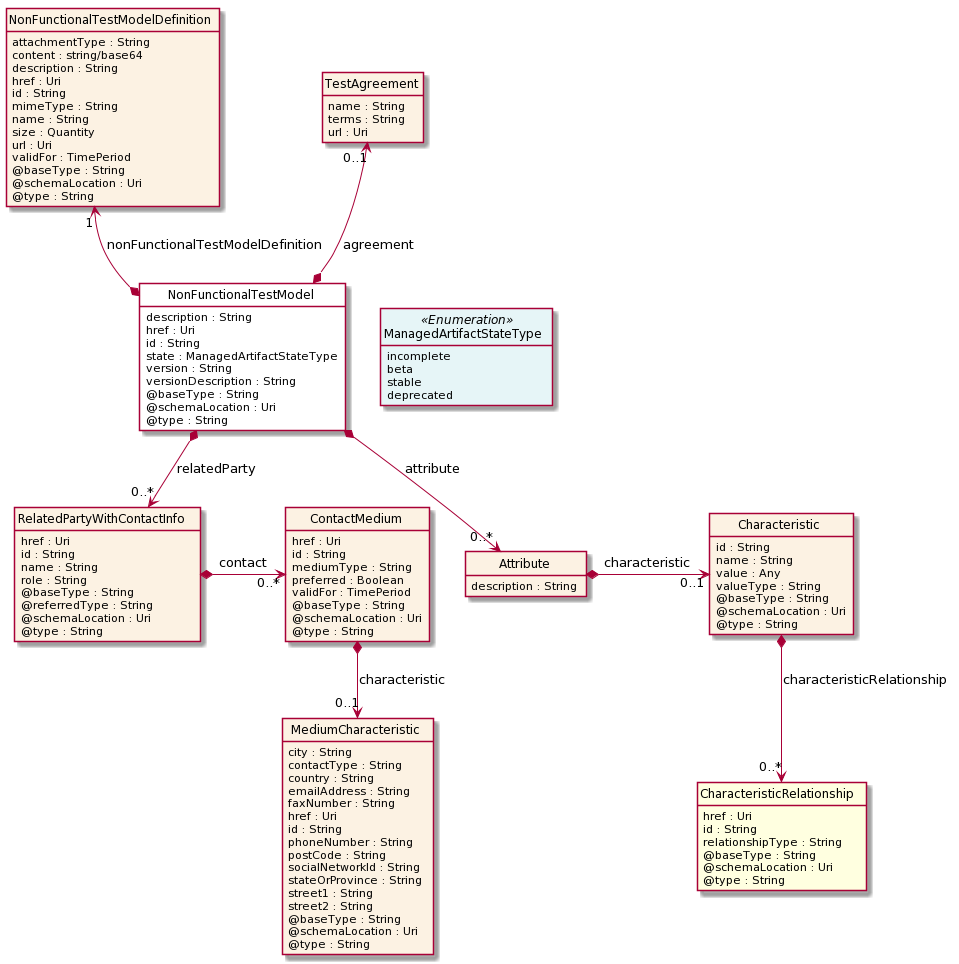 NonFunctionalTestModelDefinition
attachmentType : String
content : string/base64
description : String
href : Uri
id : String
mimeType : String
name : String
size : Quantity
url : Uri
validFor : TimePeriod
@baseType : String
@schemaLocation : Uri
@type : String
TestAgreement
name : String
terms : String
url : Uri
0..1
1
nonFunctionalTestModelDefinition
agreement
NonFunctionalTestModel
description : String
href : Uri
id : String
state : ManagedArtifactStateType
version : String
versionDescription : String
@baseType : String
@schemaLocation : Uri
@type : String
«Enumeration»
ManagedArtifactStateType
incomplete
beta
stable
deprecated
relatedParty
0..*
attribute
0..*
RelatedPartyWithContactInfo
href : Uri
id : String
name : String
role : String
@baseType : String
@referredType : String
@schemaLocation : Uri
@type : String
contact
0..*
ContactMedium
href : Uri
id : String
mediumType : String
preferred : Boolean
validFor : TimePeriod
@baseType : String
@schemaLocation : Uri
@type : String
Attribute
description : String
characteristic
0..1
Characteristic
id : String
name : String
value : Any
valueType : String
@baseType : String
@schemaLocation : Uri
@type : String
characteristic
0..1
characteristicRelationship
0..*
MediumCharacteristic
city : String
contactType : String
country : String
emailAddress : String
faxNumber : String
href : Uri
id : String
phoneNumber : String
postCode : String
socialNetworkId : String
stateOrProvince : String
street1 : String
street2 : String
@baseType : String
@schemaLocation : Uri
@type : String
CharacteristicRelationship
href : Uri
id : String
relationshipType : String
@baseType : String
@schemaLocation : Uri
@type : String